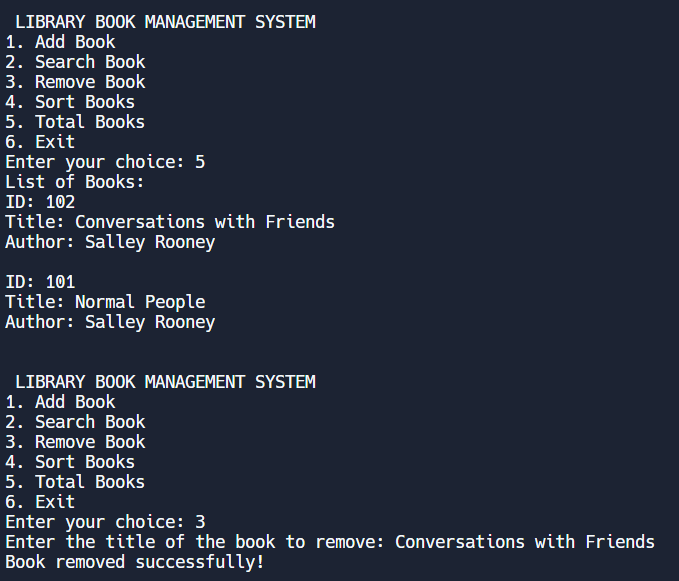 LIBRARY BOOK MANAGEMENT SYSTEM
1. Add Book
2. Search Book
3. Remove Book
4. Sort Books
5. Total Books
6. Exit
Enter your choice: 5
List of Books:
ID: 102
Title: Conversations with Friends
Author: Salley Rooney
ID: 101
Title: Normal People
Author: Salley Rooney
LIBRARY BOOK MANAGEMENT SYSTEM
1. Add Book
2. Search Book
3. Remove Book
4. Sort Books
5. Total Books
6. Exit
Enter your choice: 3
Enter the title of the book to remove: Conversations with Friends
Book removed successfully!